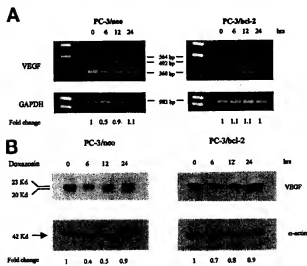 A
PC-3/neo PC-3/bcl-2
0 6 12 24 0 6 12 24 hrs
VEGF
564 bp
492 bp
360 bp
GAPDH 983 bp
Fold change 1 0.5 0.9 1.1 1 1.1 1.1 1
B
PC-3/neo PC-3/bcl-2
Doxazosin 0 6 12 24 0 6 12 24 hrs
23 Kd
20 Kd
VEGF
42 Kd
α-actin
Fold change 1 0.4 0.5 0.9 1 0.7 0.8 0.9